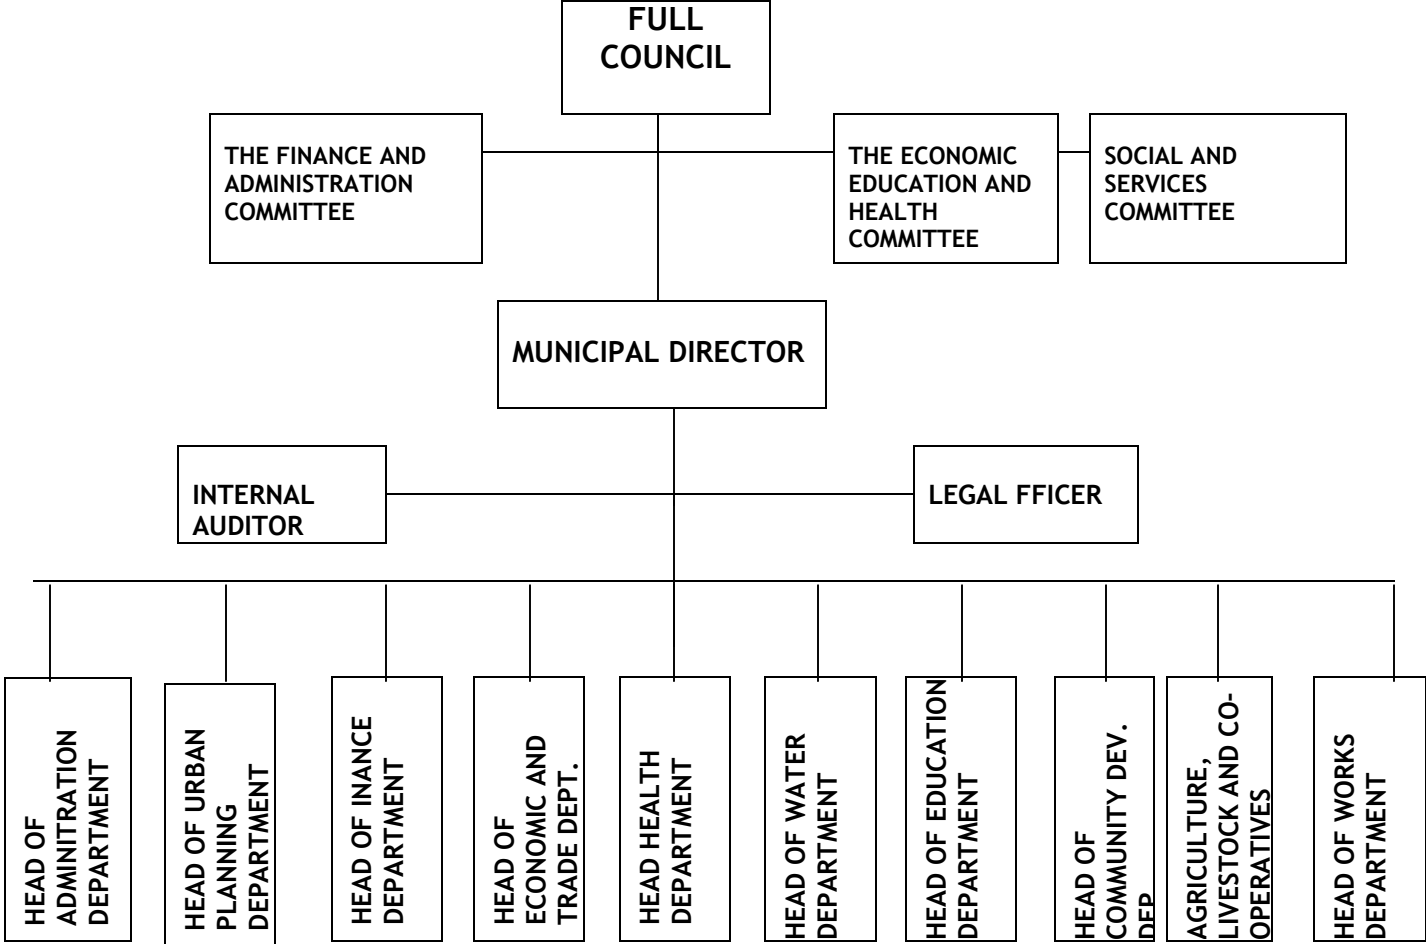 FULL
COUNCIL
THE FINANCE AND
ADMINISTRATION
COMMITTEE
THE ECONOMIC
EDUCATION AND
HEALTH
COMMITTEE
SOCIAL AND
SERVICES
COMMITTEE
MUNICIPAL DIRECTOR
INTERNAL
AUDITOR
LEGAL FFICER
HEAD OF
ADMINITRATION
DEPARTMENT
HEAD OF URBAN
PLANNING
DEPARTMENT
HEAD OF INANCE
DEPARTMENT
HEAD OF
ECONOMIC AND
TRADE DEPT.
HEAD HEALTH
DEPARTMENT
HEAD OF WATER
DEPARTMENT
HEAD OF EDUCATION
DEPARTMENT
HEAD OF
COMMUNITY DEV.
DEP
AGRICULTURE,
LIVESTOCK AND CO-
OPERATIVES
HEAD OF WORKS
DEPARTMENT